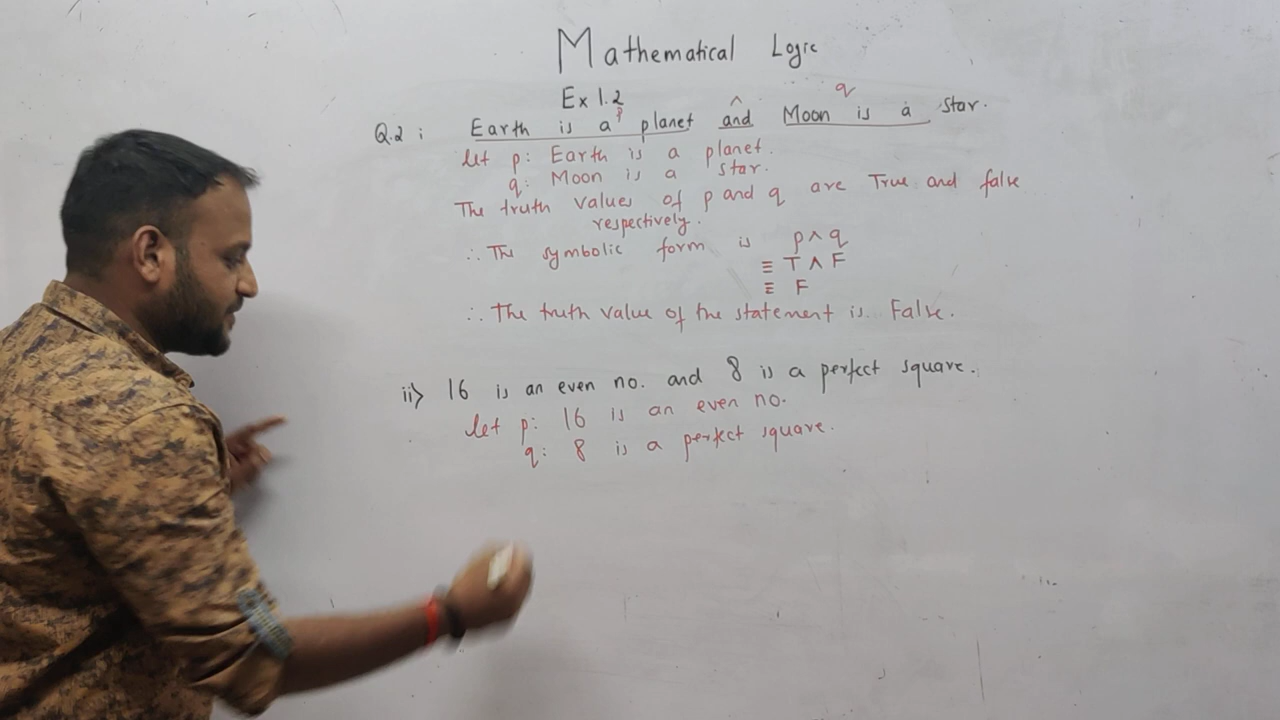 Mathematical Logic
Ex 1.2
^ q
Q.2 : Earth is a planet and Moon is a star.
p
let p: Earth is a planet.
q: Moon is a star.
The truth values of p and q are True and false
respectively.
∴ The symbolic form is p ∧ q
≡ T ∧ F
≡ F
∴ The truth value of the statement is False.
ii) 16 is an even no. and 8 is a perfect square.
let p: 16 is an even no.
q: 8 is a perfect square.